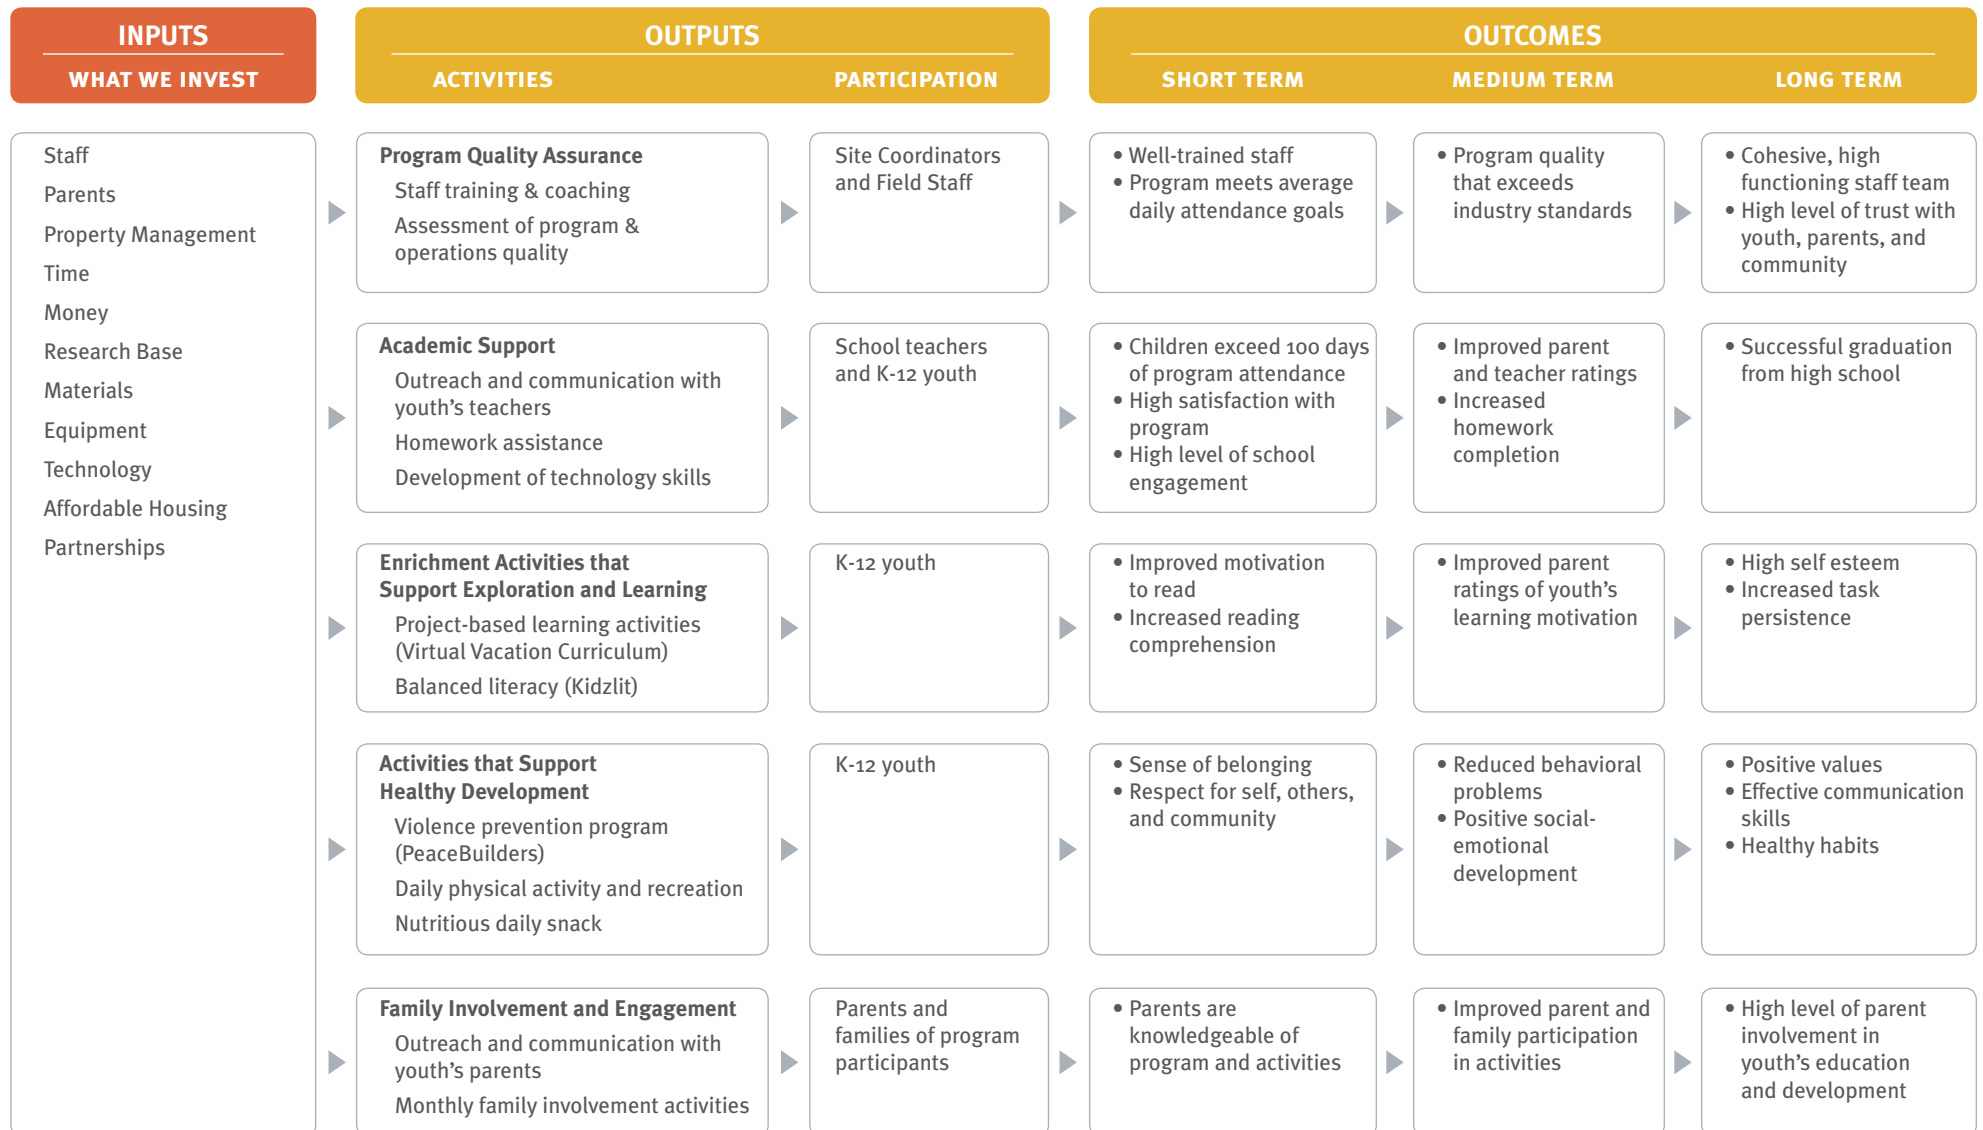 INPUTS
WHAT WE INVEST
OUTPUTS
ACTIVITIES
PARTICIPATION
OUTCOMES
SHORT TERM
MEDIUM TERM
LONG TERM
Staff
Parents
Property Management
Time
Money
Research Base
Materials
Equipment
Technology
Affordable Housing
Partnerships
Program Quality Assurance
Staff training & coaching
Assessment of program &
operations quality
Site Coordinators
and Field Staff
• Well-trained staff
• Program meets average
daily attendance goals
• Program quality
that exceeds
industry standards
• Cohesive, high
functioning staff team
• High level of trust with
youth, parents, and
community
Academic Support
Outreach and communication with
youth’s teachers
Homework assistance
Development of technology skills
School teachers
and K-12 youth
• Children exceed 100 days
of program attendance
• High satisfaction with
program
• High level of school
engagement
• Improved parent
and teacher ratings
• Increased
homework
completion
• Successful graduation
from high school
Enrichment Activities that
Support Exploration and Learning
Project-based learning activities
(Virtual Vacation Curriculum)
Balanced literacy (Kidzlit)
K-12 youth
• Improved motivation
to read
• Increased reading
comprehension
• Improved parent
ratings of youth’s
learning motivation
• High self esteem
• Increased task
persistence
Activities that Support
Healthy Development
Violence prevention program
(PeaceBuilders)
Daily physical activity and recreation
Nutritious daily snack
K-12 youth
• Sense of belonging
• Respect for self, others,
and community
• Reduced behavioral
problems
• Positive social-
emotional
development
• Positive values
• Effective communication
skills
• Healthy habits
Family Involvement and Engagement
Outreach and communication with
youth’s parents
Monthly family involvement activities
Parents and
families of program
participants
• Parents are
knowledgeable of
program and activities
• Improved parent and
family participation
in activities
• High level of parent
involvement in
youth’s education
and development